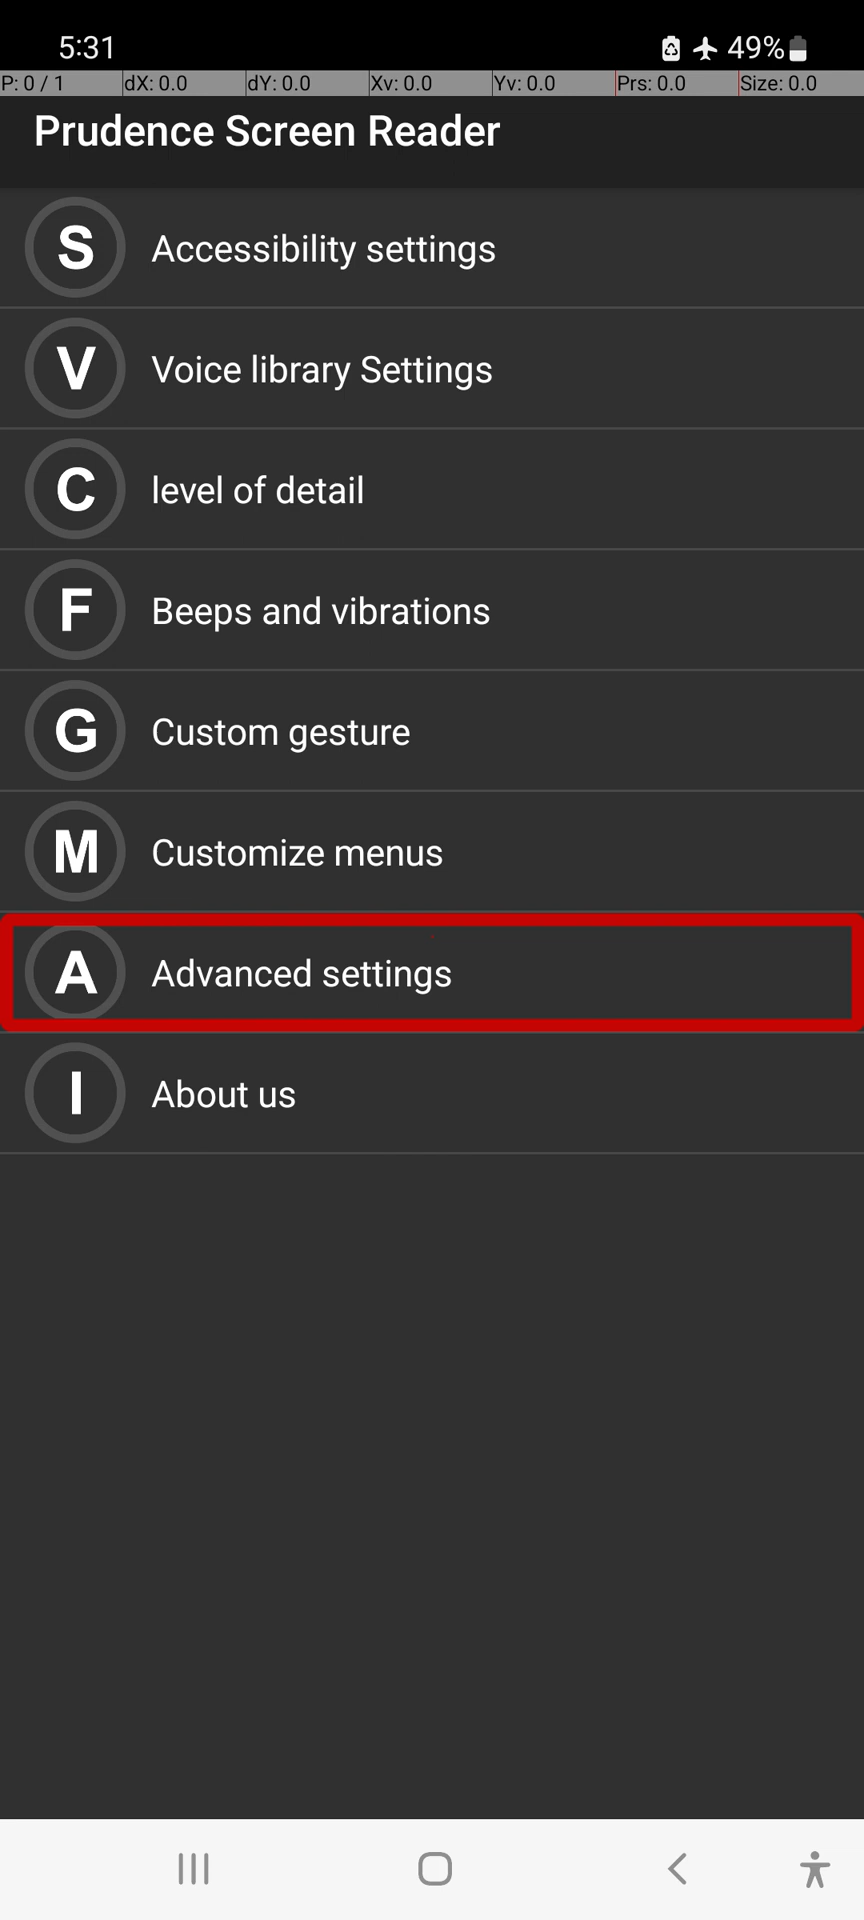 5:31
49%
P: 0 / 1 dX: 0.0 dY: 0.0 Xv: 0.0 Yv: 0.0 Prs: 0.0 Size: 0.0
Prudence Screen Reader
S Accessibility settings
V Voice library Settings
C level of detail
F Beeps and vibrations
G Custom gesture
M Customize menus
A Advanced settings
I About us